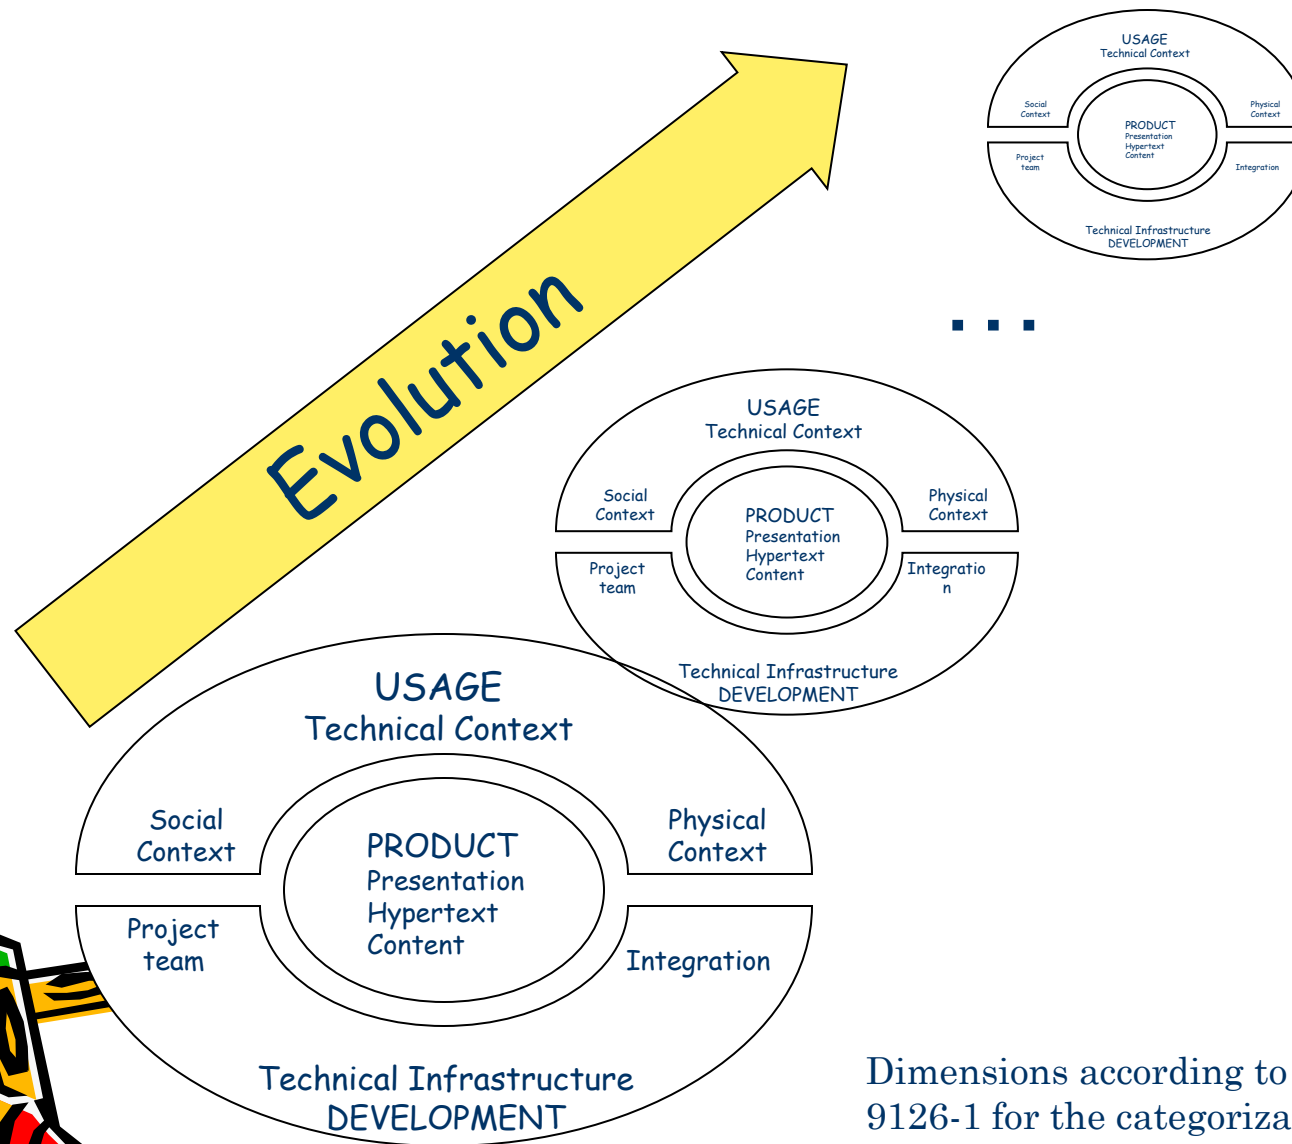 USAGE
Technical Context
Social
Context
Physical
Context
PRODUCT
Presentation
Hypertext
Content
Project
team
Integration
Technical Infrastructure
DEVELOPMENT
Evolution
...
USAGE
Technical Context
Social
Context
Physical
Context
PRODUCT
Presentation
Hypertext
Content
Project
team
Integratio
n
Technical Infrastructure
DEVELOPMENT
USAGE
Technical Context
Social
Context
Physical
Context
PRODUCT
Presentation
Hypertext
Content
Project
team
Integration
Technical Infrastructure
DEVELOPMENT
Dimensions according to
9126-1 for the categoriza